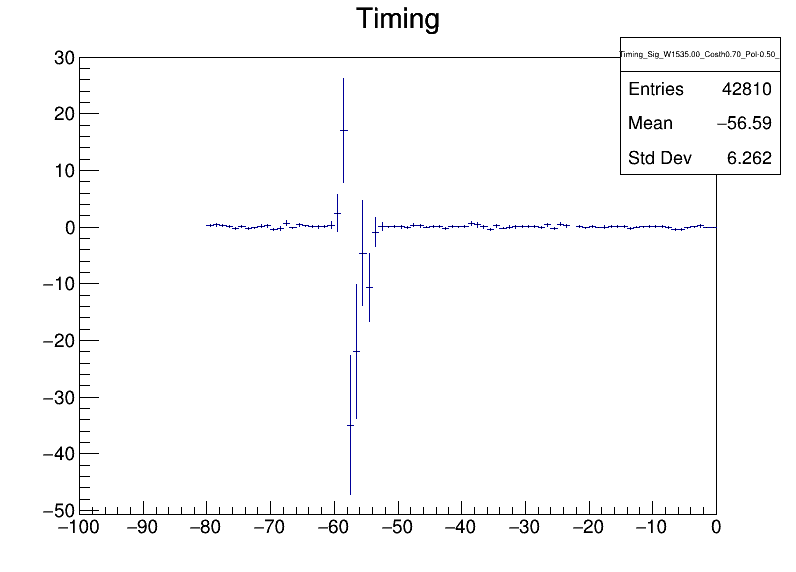 Timing
Timing_Sig_W1535.00_Costh0.70_Pol-0.50_
Entries 42810
Mean −56.59
Std Dev 6.262
30
20
10
0
−10
−20
−30
−40
−50
−100 −90 −80 −70 −60 −50 −40 −30 −20 −10 0